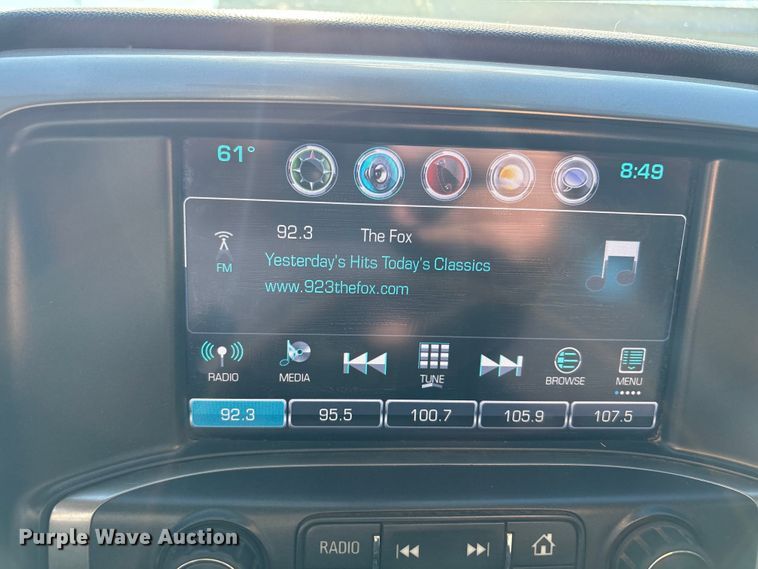 61° 8:49
92.3 The Fox
FM Yesterday's Hits Today's Classics
www.923thefox.com
RADIO MEDIA TUNE BROWSE MENU
92.3 95.5 100.7 105.9 107.5
RADIO
Purple Wave Auction®